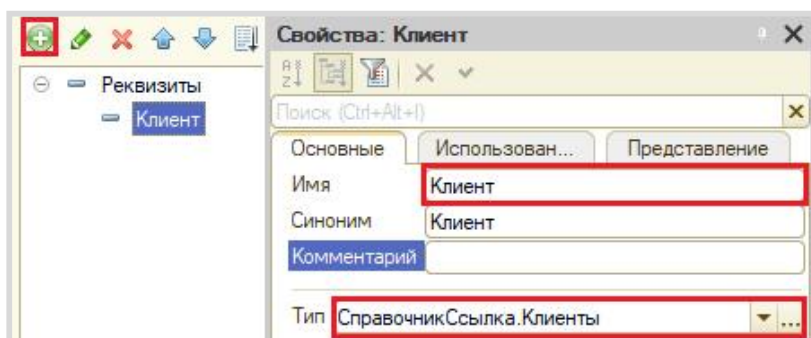 Свойства: Клиент
Реквизиты
Клиент
Поиск (Ctrl+Alt+I)
Основные Использован... Представление
Имя Клиент
Синоним Клиент
Комментарий
Тип СправочникСсылка.Клиенты